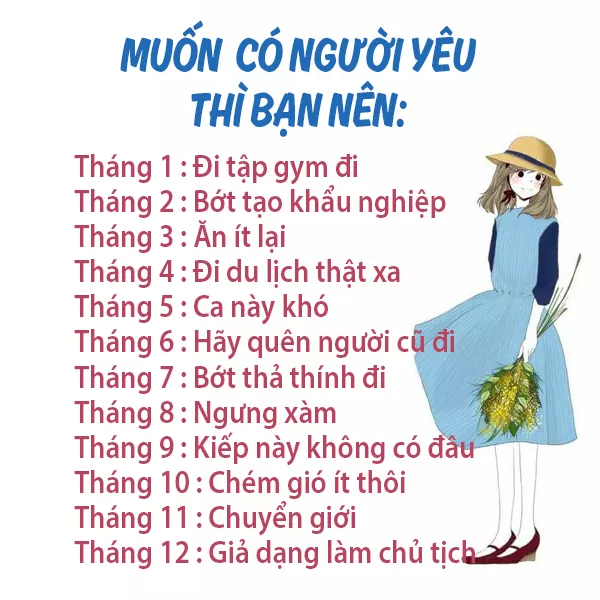 MUỐN CÓ NGƯỜI YÊU
THÌ BẠN NÊN:
Tháng 1 : Đi tập gym đi
Tháng 2 : Bớt tạo khẩu nghiệp
Tháng 3 : Ăn ít lại
Tháng 4 : Đi du lịch thật xa
Tháng 5 : Ca này khó
Tháng 6 : Hãy quên người cũ đi
Tháng 7 : Bớt thả thính đi
Tháng 8 : Ngưng xàm
Tháng 9 : Kiếp này không có đâu
Tháng 10 : Chém gió ít thôi
Tháng 11 : Chuyển giới
Tháng 12 : Giả dạng làm chủ tịch